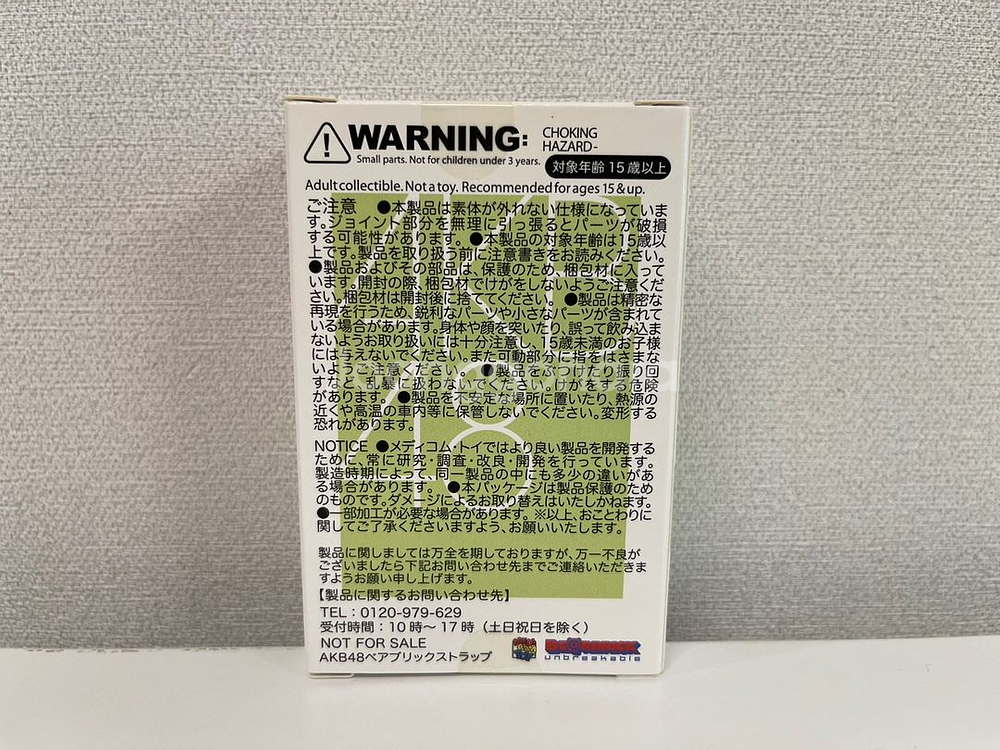 WARNING:
CHOKING
HAZARD-
Small parts. Not for children under 3 years.
対象年齢15歳以上
Adult collectible. Not a toy. Recommended for ages 15 & up.
ご注意 ●本製品は素体が外れない仕様になっていま
す。ジョイント部分を無理に引っ張るとパーツが破損
する可能性があります。●本製品の対象年齢は15歳以
上です。製品を取り扱う前に注意書きをお読みください。
●製品およびその部品は、保護のため、梱包材に入って
います。開封の際、梱包材でけがをしないようご注意くだ
さい。梱包材は開封後に捨ててください。 ●製品は精密な
再現を行うため、鋭利なパーツや小さなパーツが含まれて
いる場合があります。身体や顔を突いたり、誤って飲み込ま
ないようお取り扱いには十分注意し、15歳未満のお子様
には与えないでください。また可動部分に指をはさまな
いようご注意ください。 ●製品をぶつけたり振り回
すなど、乱暴に扱わないでください。けがをする危険
があります。 ●製品を不安定な場所に置いたり、熱源の
近くや高温の車内等に保管しないでください。変形する
恐れがあります。
NOTICE ●メディコム・トイではより良い製品を開発する
ために、常に研究・調査・改良・開発を行っています。
製造時期によって、同一製品の中にも多少の違いがあ
る場合があります。 ●本パッケージは製品保護のため
のものです。ダメージによるお取り替えはいたしかねます。
●一部加工が必要な場合があります。※以上、おことわりに
関してご了承くださいますよう、お願いいたします。
製品に関しましては万全を期しておりますが、万一不良が
ございましたら下記お問い合わせ先までご連絡いただきま
すようお願い申し上げます。
【製品に関するお問い合わせ先】
TEL：0120-979-629
受付時間：10時〜17時（土日祝日を除く）
NOT FOR SALE
AKB48ベアブリックストラップ
BE@RBRICK
unbreakable
AKB
48